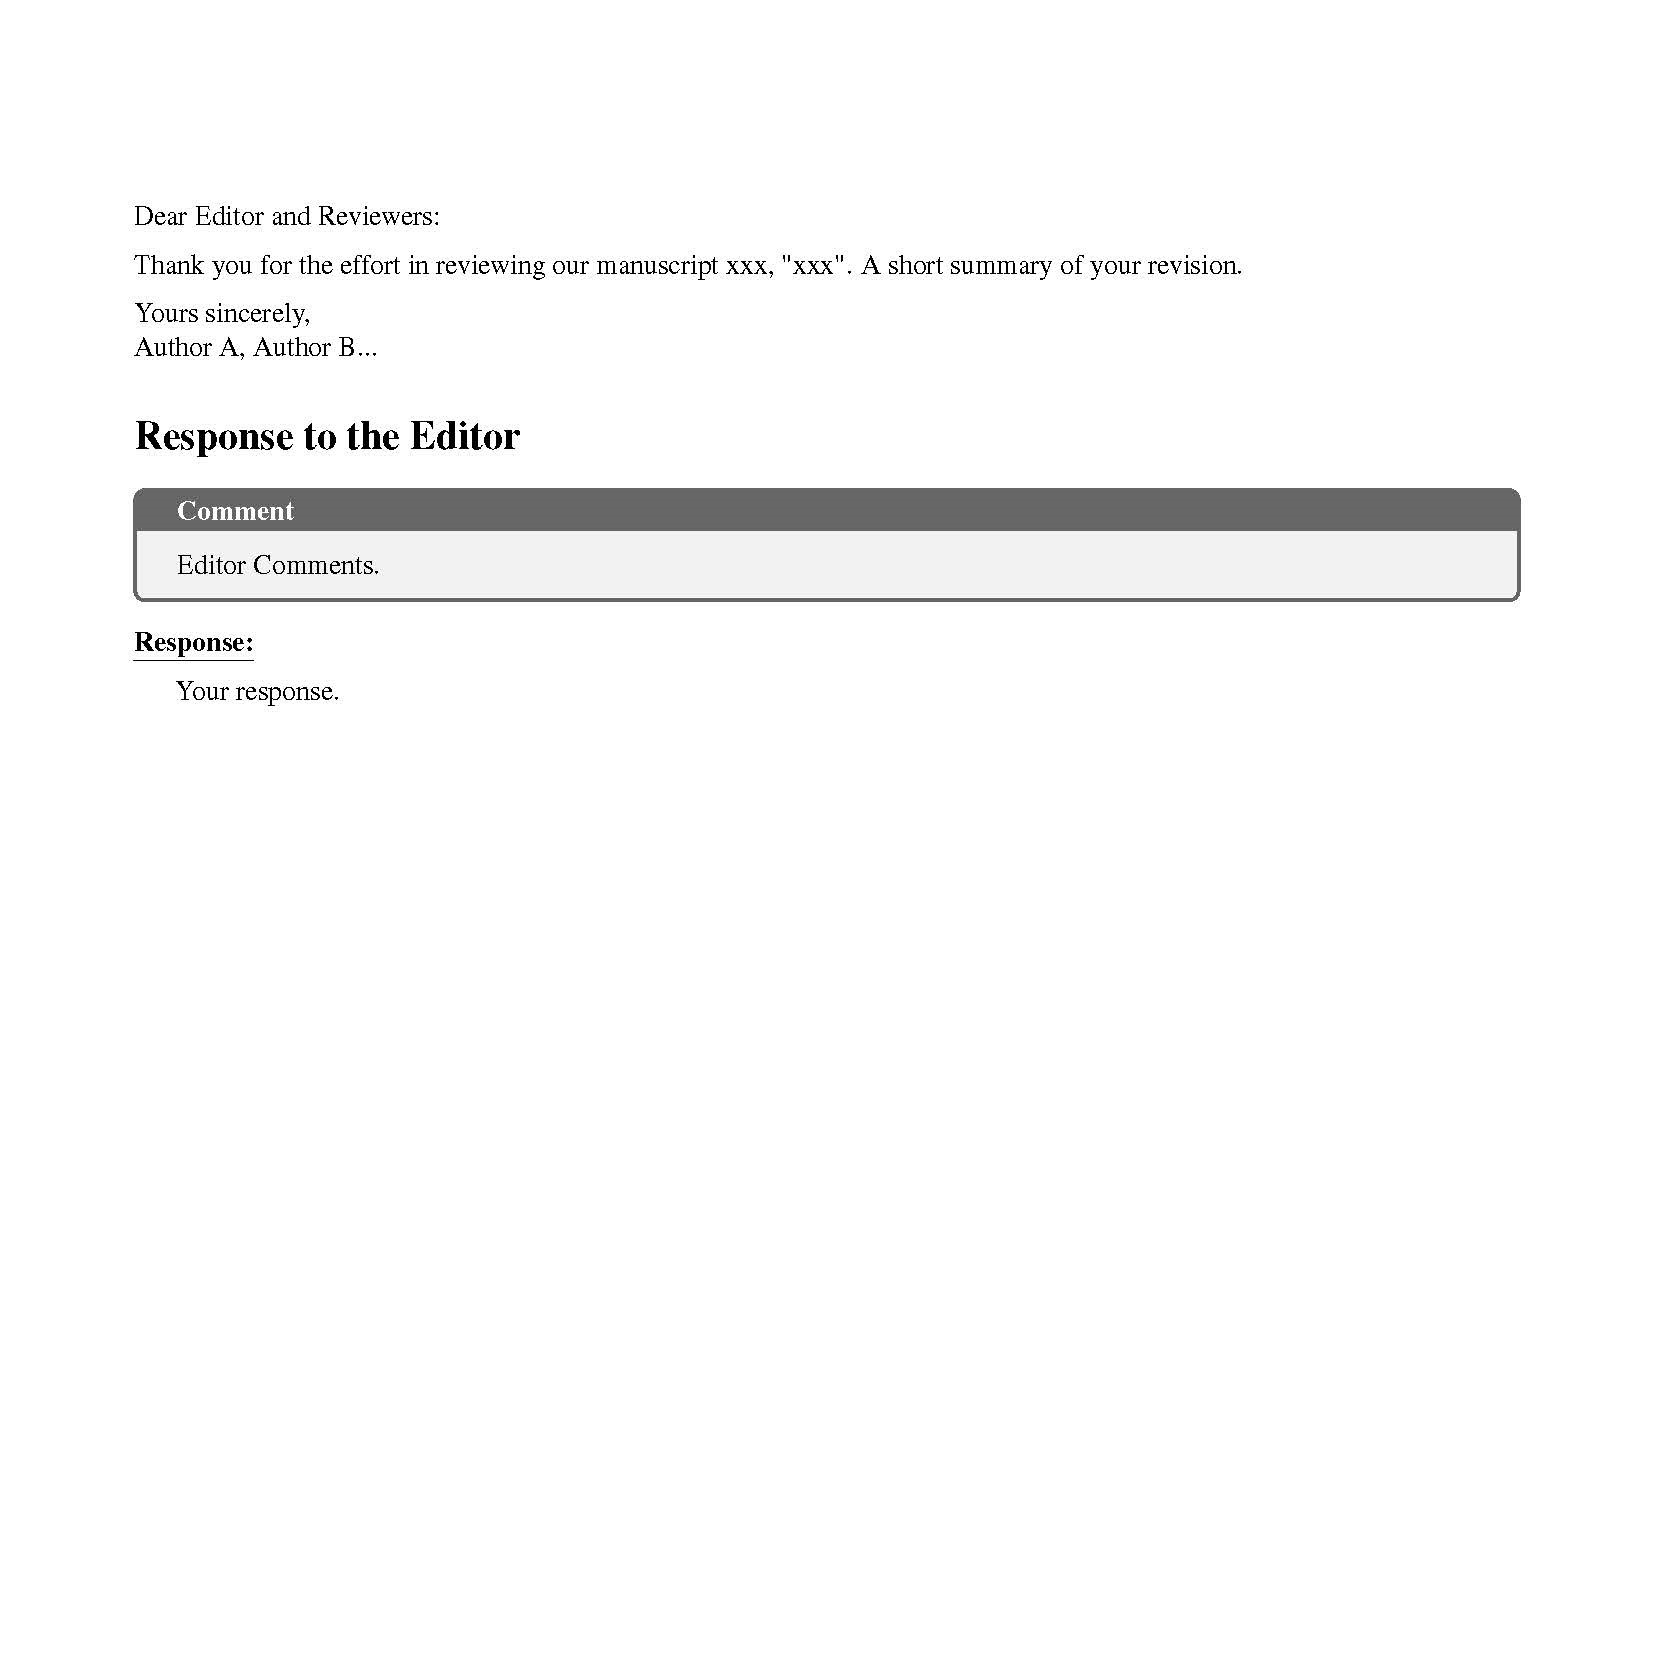 Dear Editor and Reviewers:
Thank you for the effort in reviewing our manuscript xxx, "xxx". A short summary of your revision.
Yours sincerely,
Author A, Author B...
Response to the Editor
Comment
Editor Comments.
Response:
Your response.